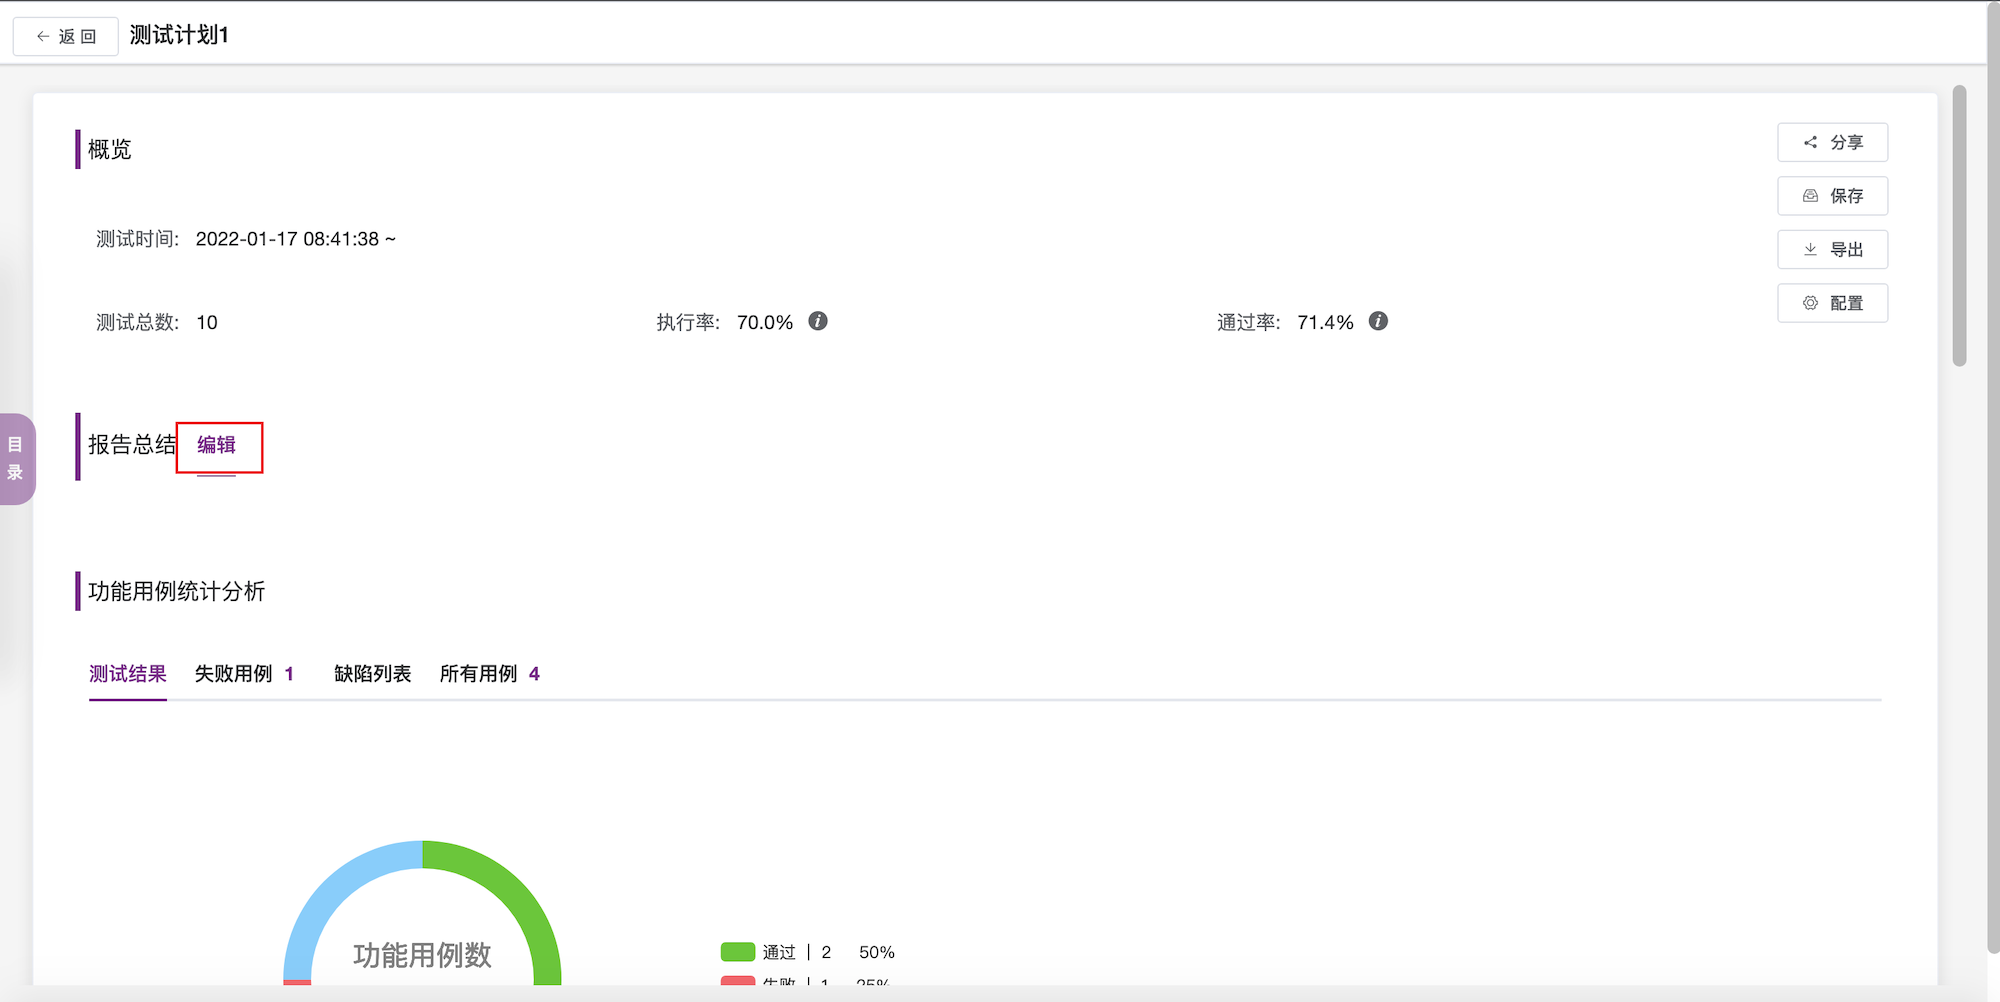 ← 返 回 测试计划1
概览
分享
保存
导出
配置
测试时间: 2022-01-17 08:41:38 ~
测试总数: 10 执行率: 70.0% 通过率: 71.4%
目录
报告总结 编辑
功能用例统计分析
测试结果 失败用例 1 缺陷列表 所有用例 4
功能用例数
通过 | 2 50%
失败 | 1 25%